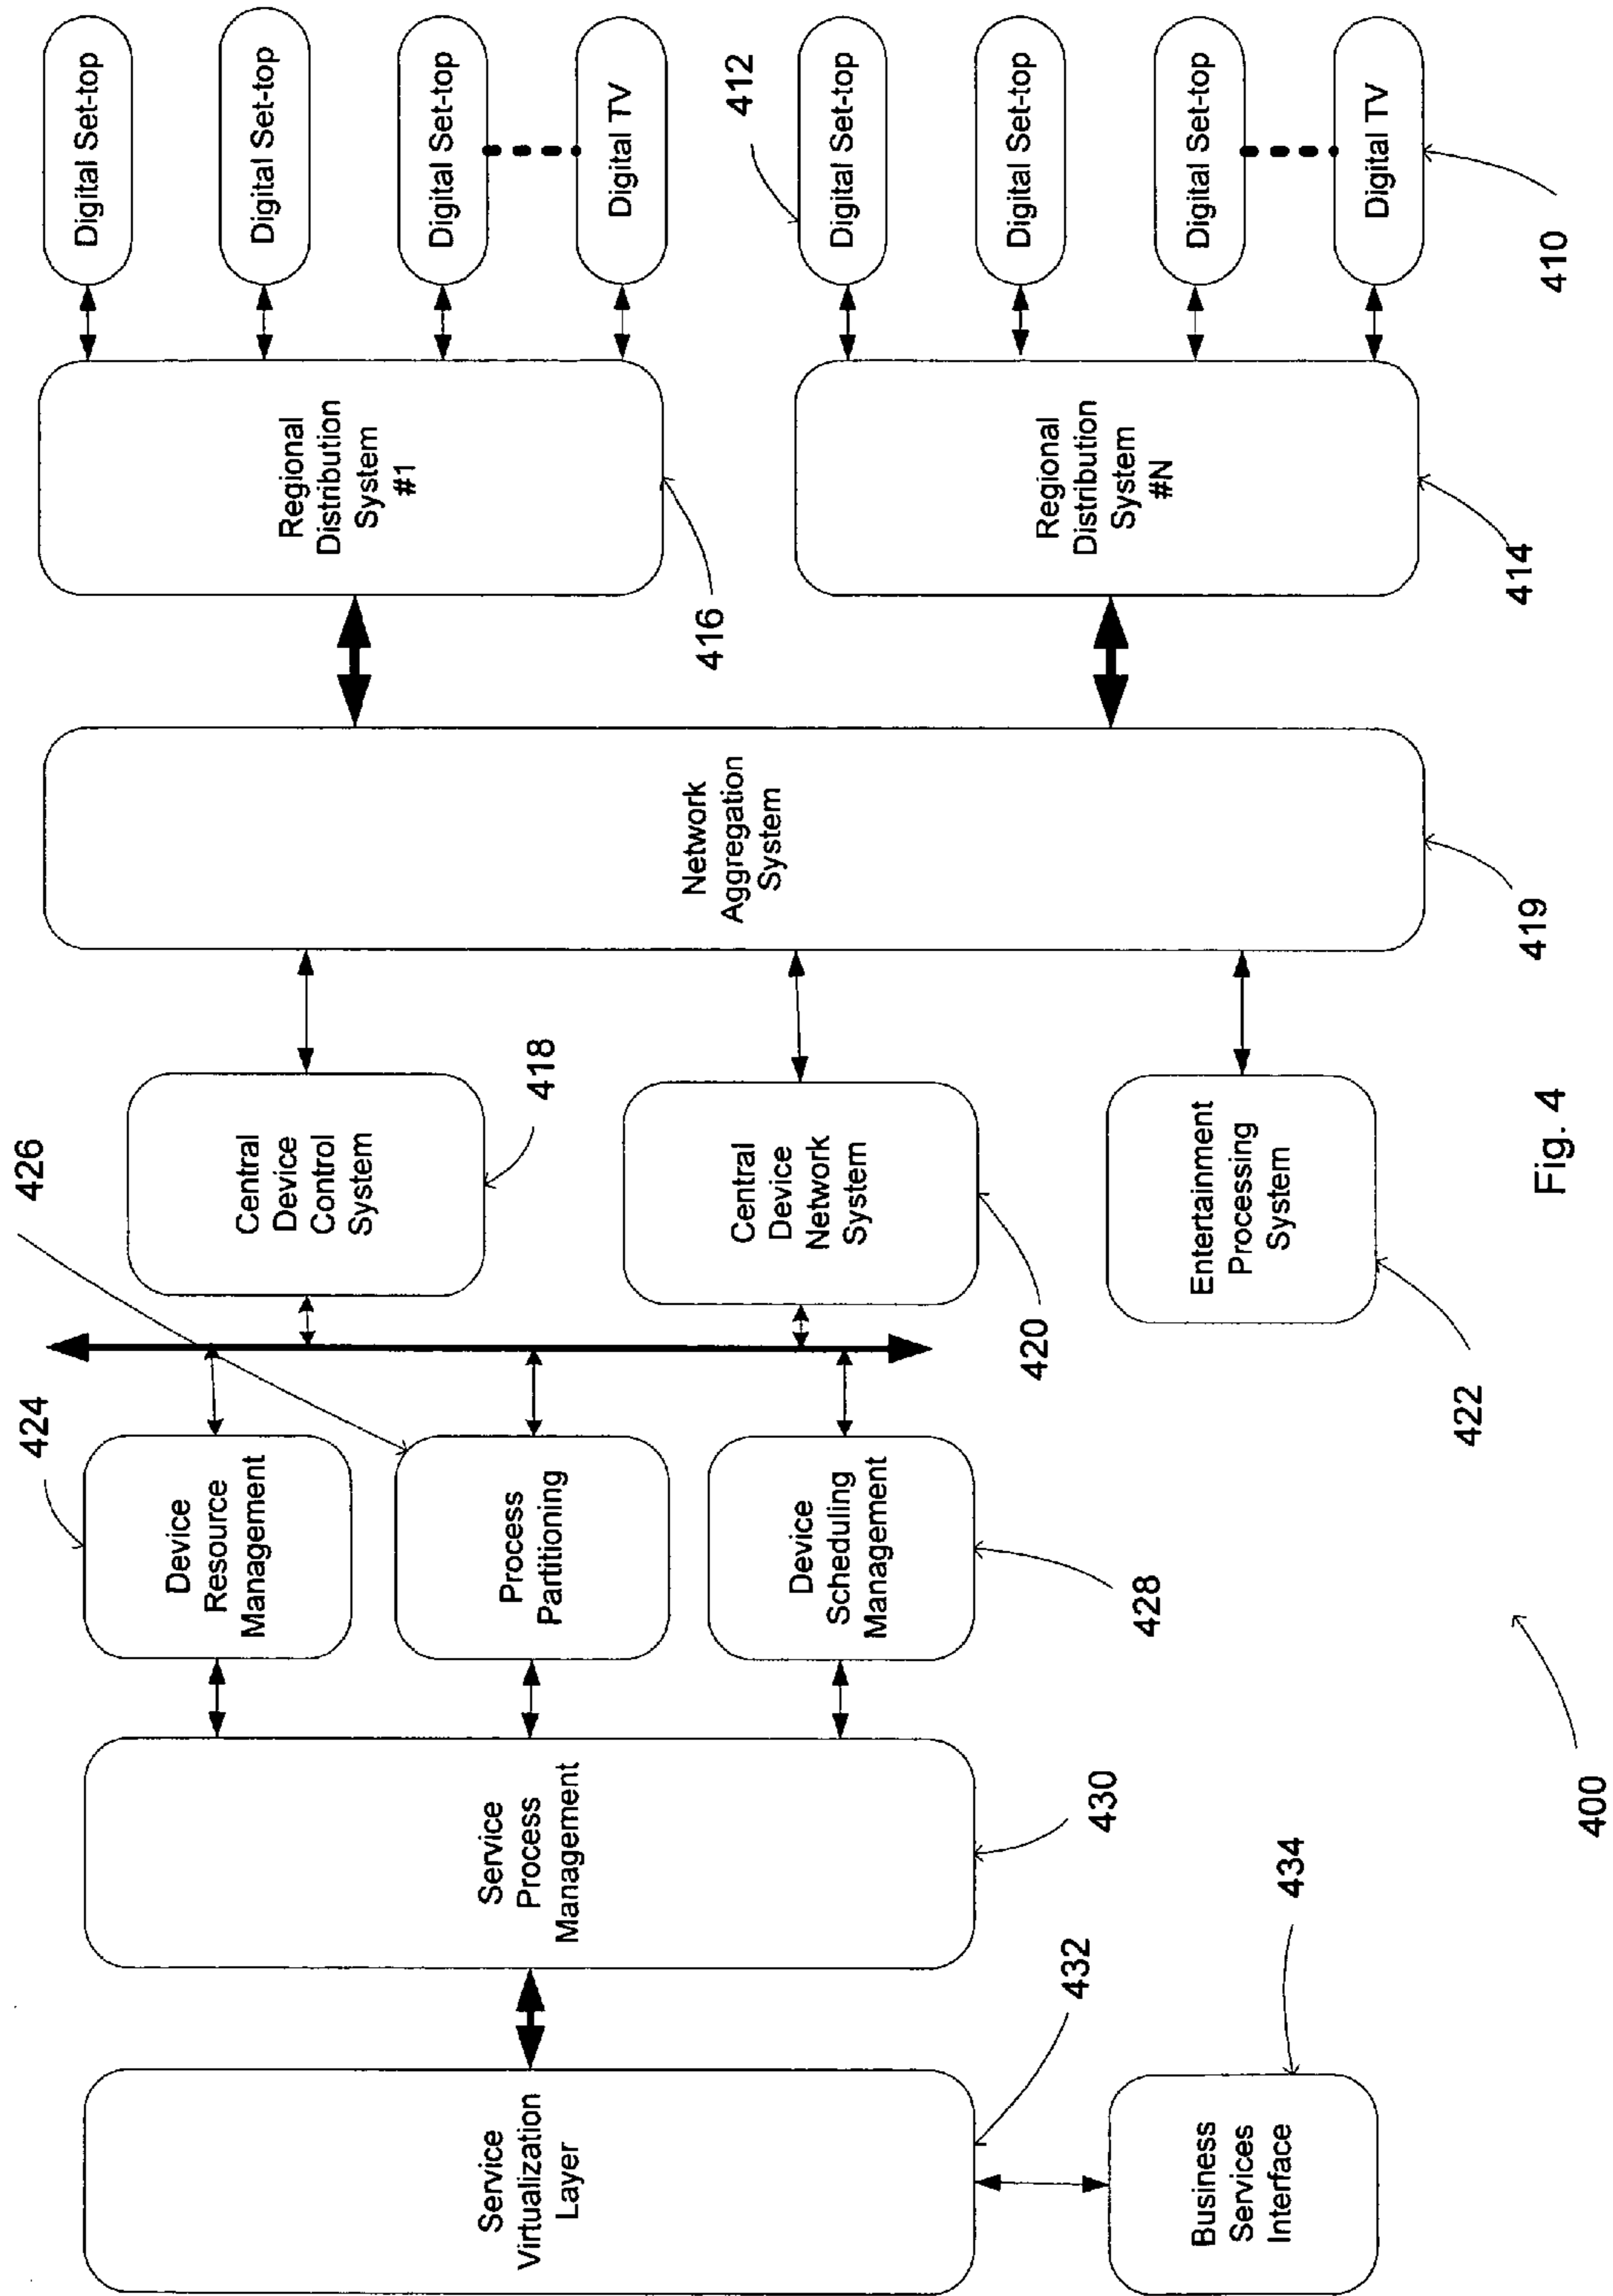 Digital Set-top
Digital Set-top
Digital Set-top
Digital TV
412
Digital Set-top
Digital Set-top
Digital Set-top
Digital TV
410
Regional
Distribution
System
#1
416
Regional
Distribution
System
#N
414
Network
Aggregation
System
419
426
Central
Device
Control
System
418
Central
Device
Network
System
420
Entertainment
Processing
System
422
Fig. 4
424
Device
Resource
Management
Process
Partitioning
Device
Scheduling
Management
428
400
Service
Process
Management
430
Service
Virtualization
Layer
432
Business
Services
Interface
434